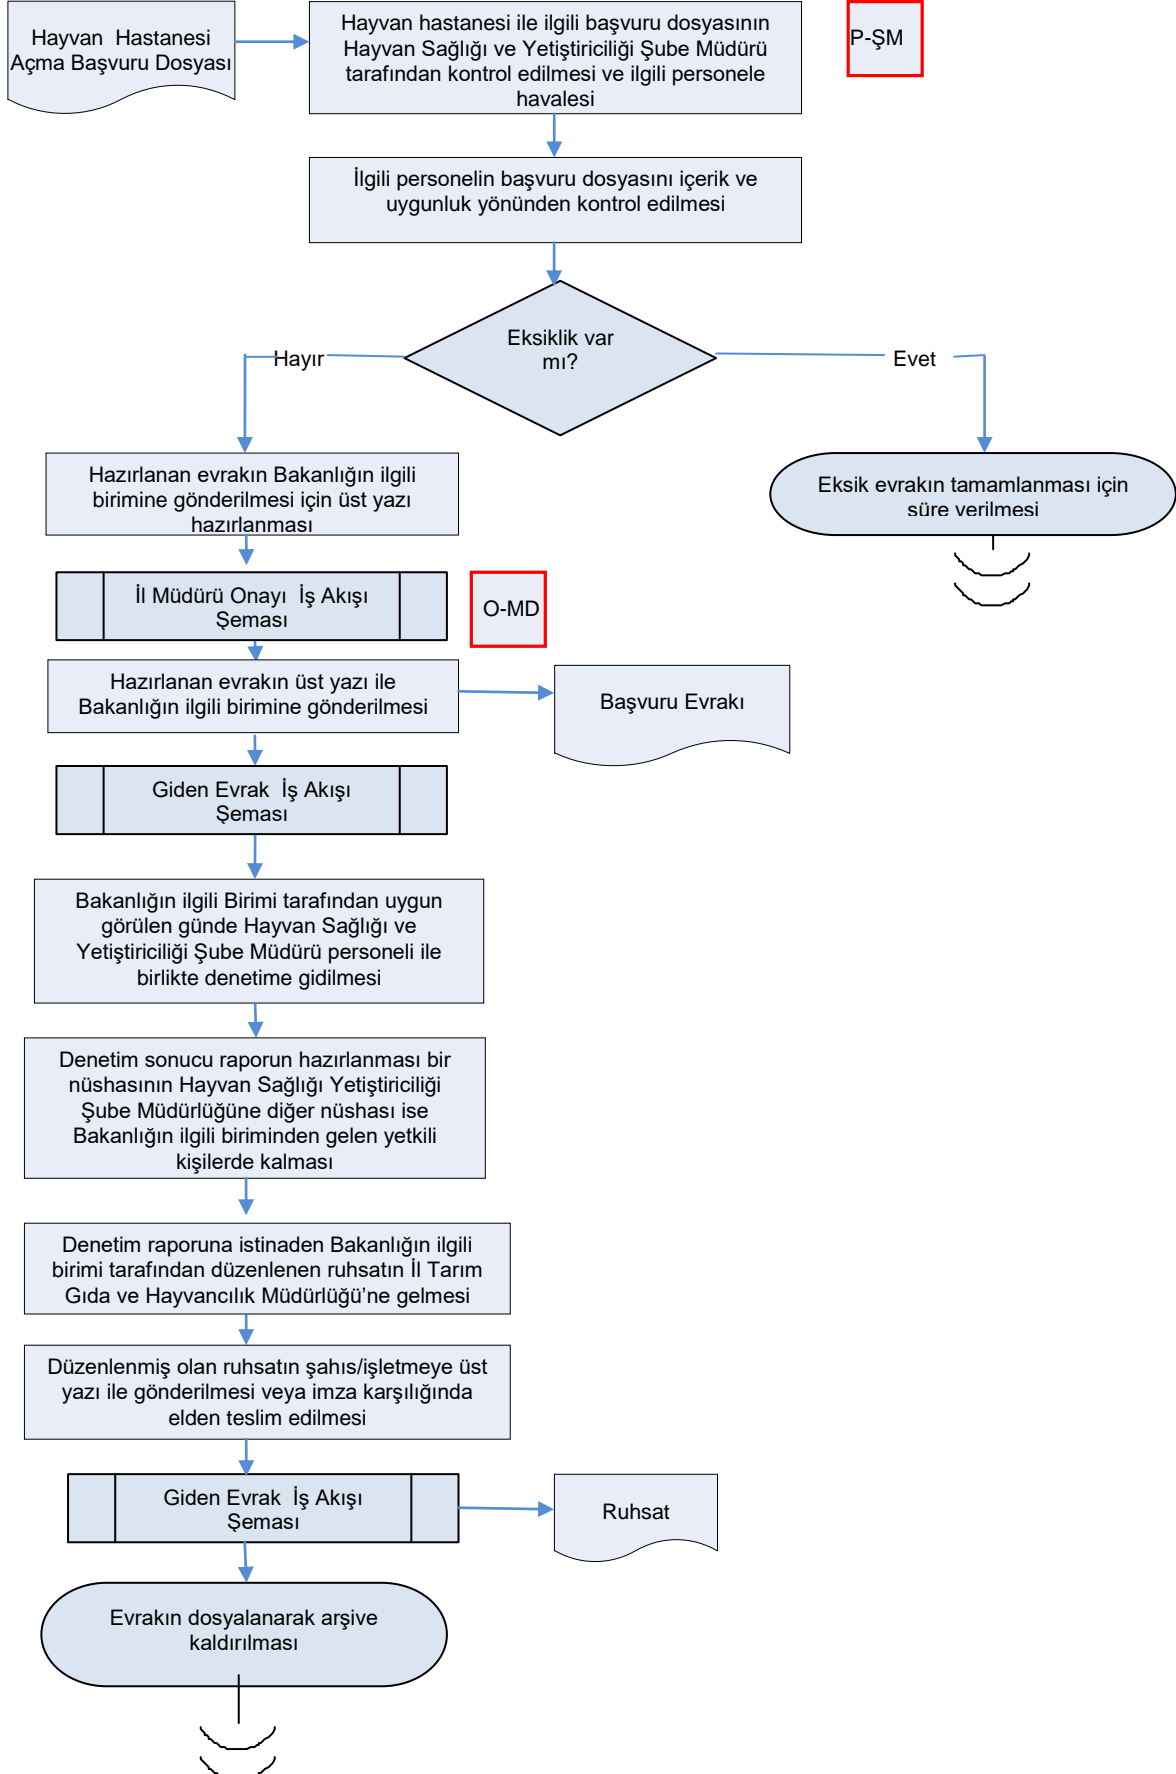 Hayvan Hastanesi
Açma Başvuru Dosyası
Hayvan hastanesi ile ilgili başvuru dosyasının
Hayvan Sağlığı ve Yetiştiriciliği Şube Müdürü
tarafından kontrol edilmesi ve ilgili personele
havalesi
P-ŞM
İlgili personelin başvuru dosyasını içerik ve
uygunluk yönünden kontrol edilmesi
Eksiklik var
mı?
Hayır
Evet
Hazırlanan evrakın Bakanlığın ilgili
birimine gönderilmesi için üst yazı
hazırlanması
Eksik evrakın tamamlanması için
süre verilmesi
İl Müdürü Onayı İş Akışı
Şeması
O-MD
Hazırlanan evrakın üst yazı ile
Bakanlığın ilgili birimine gönderilmesi
Başvuru Evrakı
Giden Evrak İş Akışı
Şeması
Bakanlığın ilgili Birimi tarafından uygun
görülen günde Hayvan Sağlığı ve
Yetiştiriciliği Şube Müdürü personeli ile
birlikte denetime gidilmesi
Denetim sonucu raporun hazırlanması bir
nüshasının Hayvan Sağlığı Yetiştiriciliği
Şube Müdürlüğüne diğer nüshası ise
Bakanlığın ilgili biriminden gelen yetkili
kişilerde kalması
Denetim raporuna istinaden Bakanlığın ilgili
birimi tarafından düzenlenen ruhsatın İl Tarım
Gıda ve Hayvancılık Müdürlüğü’ne gelmesi
Düzenlenmiş olan ruhsatın şahıs/işletmeye üst
yazı ile gönderilmesi veya imza karşılığında
elden teslim edilmesi
Giden Evrak İş Akışı
Şeması
Ruhsat
Evrakın dosyalanarak arşive
kaldırılması